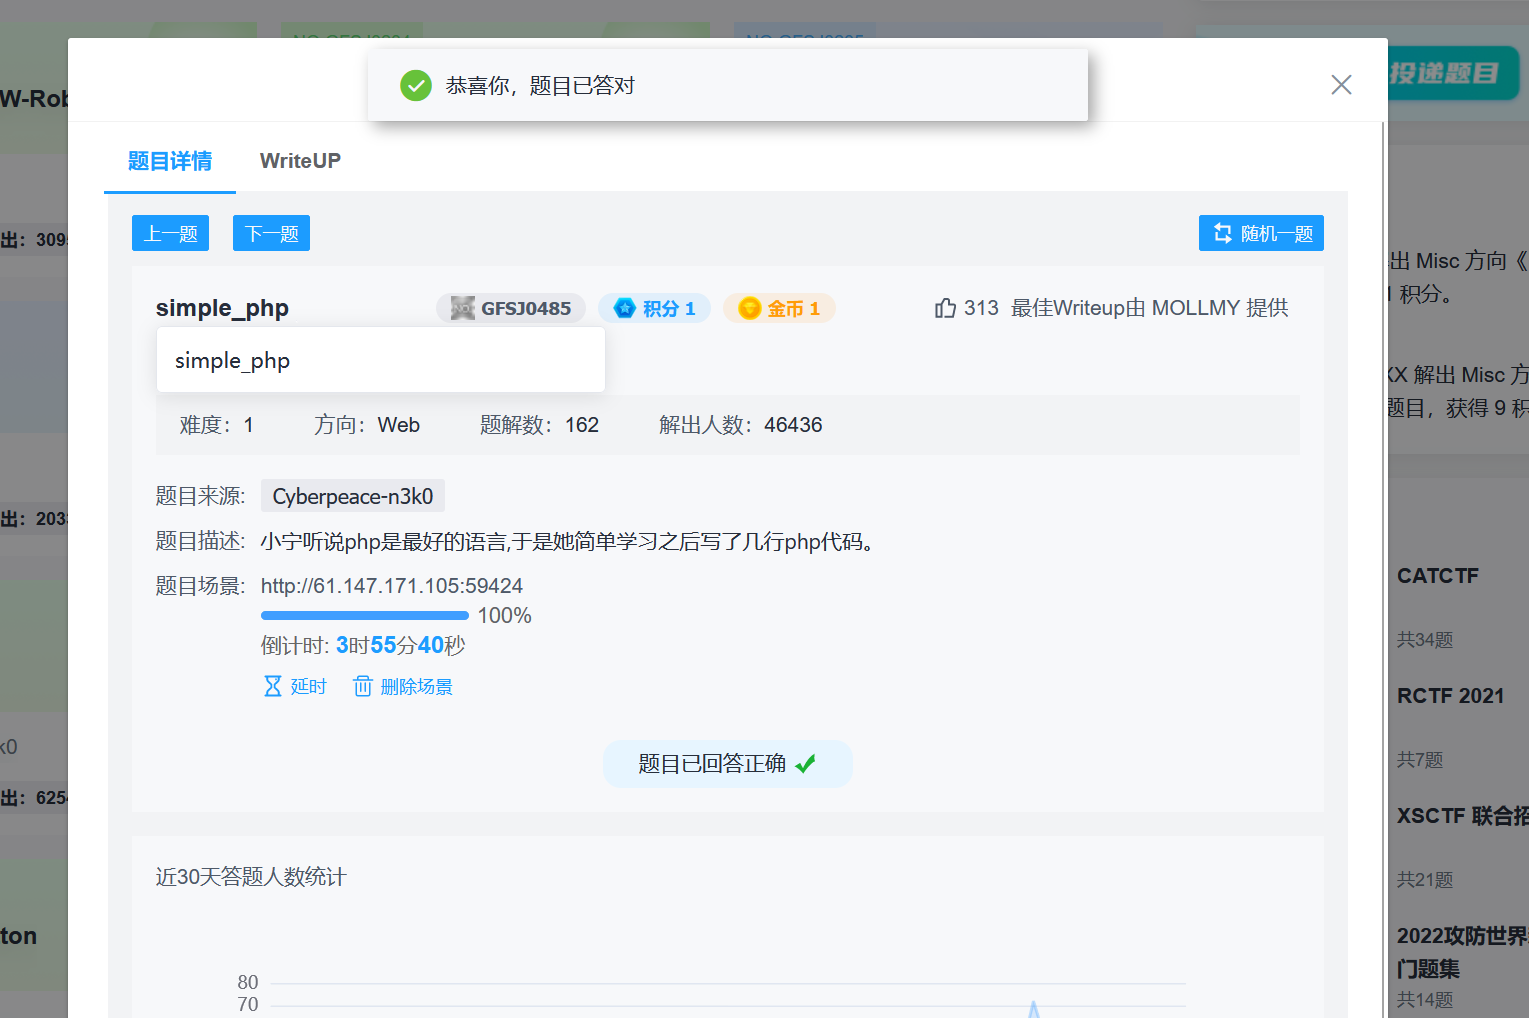 恭喜你，题目已答对
投递题目
题目详情
WriteUP
上一题
下一题
随机一题
simple_php
GFSJ0485
积分 1
金币 1
313
最佳Writeup由 MOLLMY 提供
simple_php
难度：1
方向：Web
题解数：162
解出人数：46436
题目来源:
Cyberpeace-n3k0
题目描述:
小宁听说php是最好的语言,于是她简单学习之后写了几行php代码。
题目场景:
http://61.147.171.105:59424
100%
倒计时: 3时55分40秒
延时
删除场景
题目已回答正确
近30天答题人数统计
80
70
出 Misc 方向《
积分。
解出 Misc 方
题目，获得 9 积
CATCTF
共34题
RCTF 2021
共7题
XSCTF 联合招
共21题
2022攻防世界
门题集
共14题